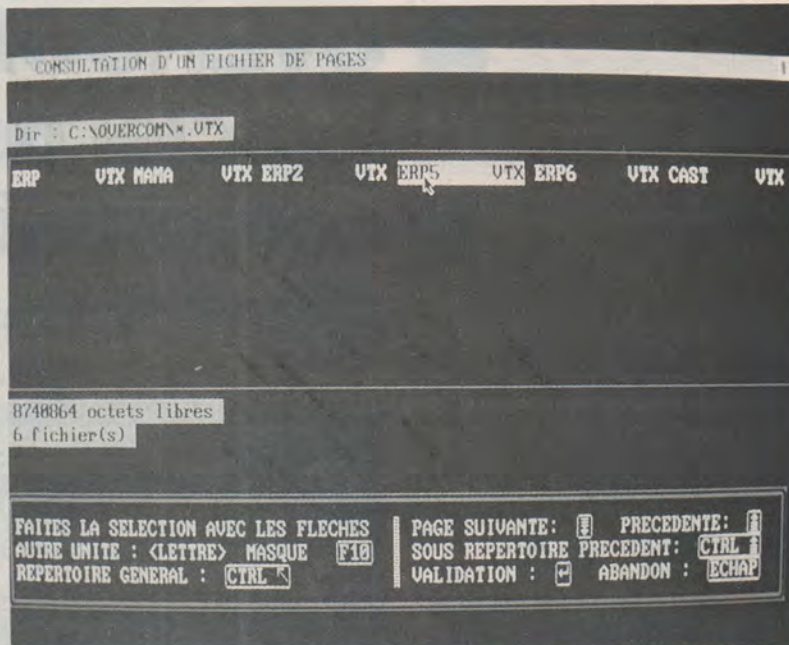 CONSULTATION D'UN FICHIER DE PAGES
Dir : C:\OVERCOM\*.VTX
ERP VTX MAMA VTX ERP2 VTX ERP5 VTX ERP6 VTX CAST VTX
8740864 octets libres
6 fichier(s)
FAITES LA SELECTION AVEC LES FLECHES
AUTRE UNITE : <LETTRE> MASQUE F10
REPERTOIRE GENERAL : CTRL ↖
PAGE SUIVANTE: ⇟ PRECEDENTE: ⇞
SOUS REPERTOIRE PRECEDENT: CTRL ⇞
VALIDATION : ↵ ABANDON : ECHAP